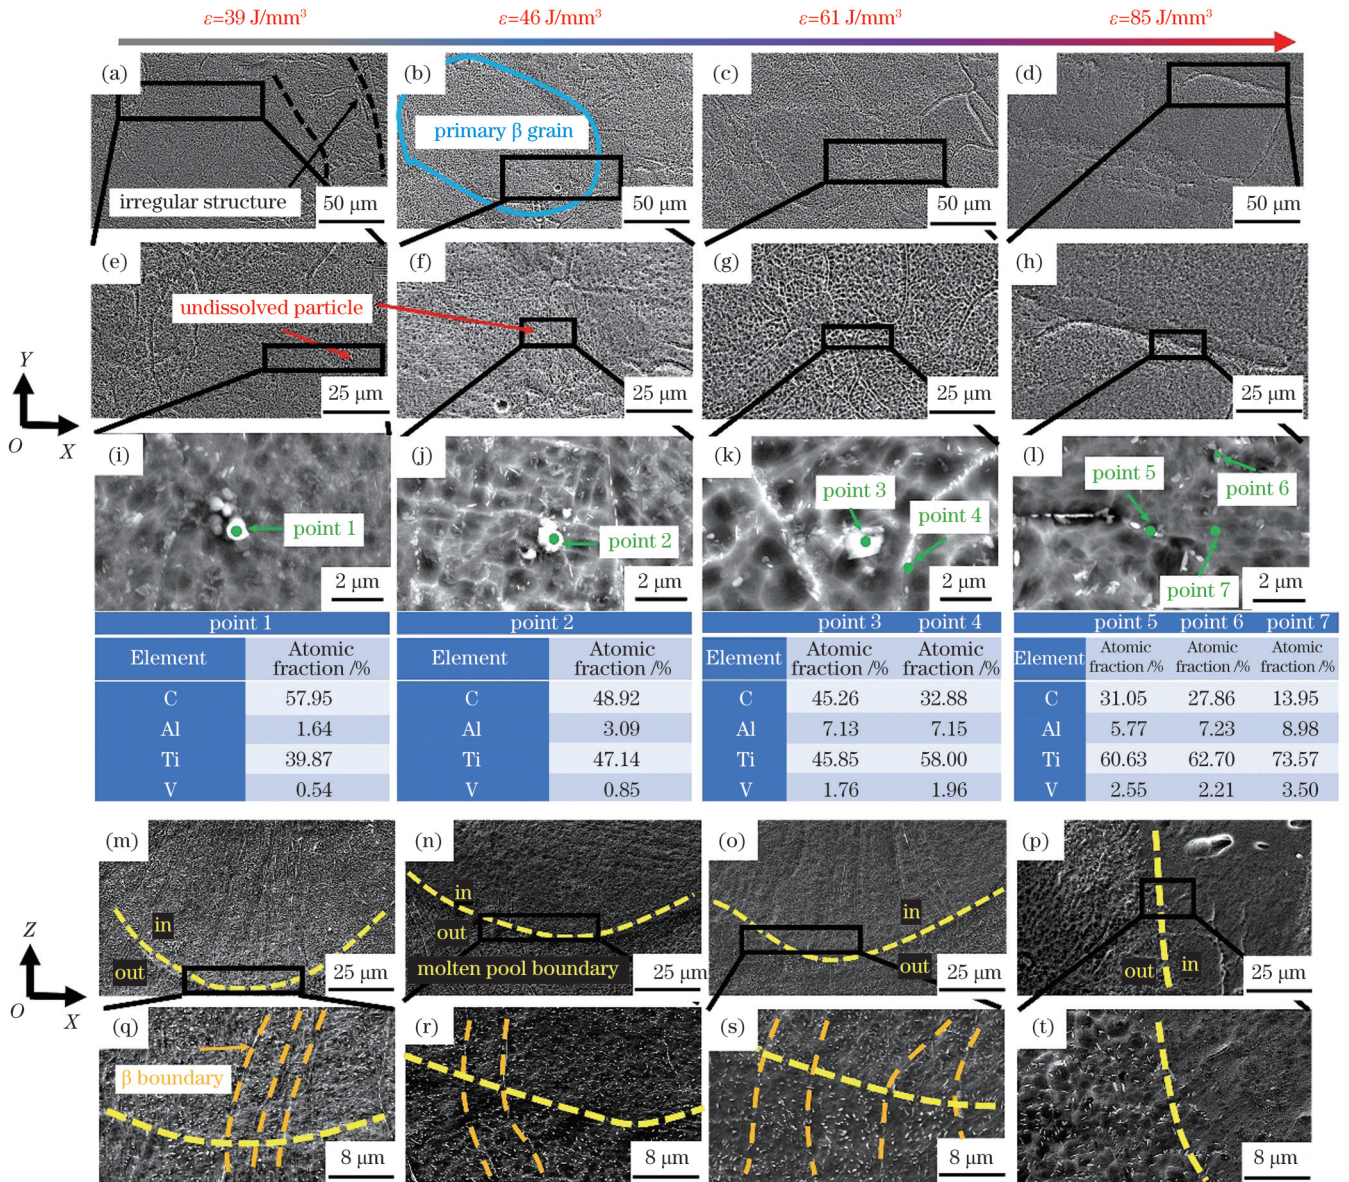 ε=39 J/mm³ ε=46 J/mm³ ε=61 J/mm³ ε=85 J/mm³
(a) (b) (c) (d)
primary β grain
irregular structure
50 μm 50 μm 50 μm 50 μm
(e) (f) (g) (h)
undissolved particle
25 μm 25 μm 25 μm 25 μm
Y
O X
(i) (j) (k) (l)
point 1
point 2
point 3
point 4
point 5
point 6
point 7
2 μm 2 μm 2 μm 2 μm
point 1
Element Atomic fraction /%
C 57.95
Al 1.64
Ti 39.87
V 0.54
point 2
Element Atomic fraction /%
C 48.92
Al 3.09
Ti 47.14
V 0.85
point 3 point 4
Element Atomic fraction /% Atomic fraction /%
C 45.26 32.88
Al 7.13 7.15
Ti 45.85 58.00
V 1.76 1.96
point 5 point 6 point 7
Element Atomic fraction /% Atomic fraction /% Atomic fraction /%
C 31.05 27.86 13.95
Al 5.77 7.23 8.98
Ti 60.63 62.70 73.57
V 2.55 2.21 3.50
(m) (n) (o) (p)
in
out
in
out
molten pool boundary
in
out
out in
25 μm 25 μm 25 μm 25 μm
Z
O X
(q) (r) (s) (t)
β boundary
8 μm 8 μm 8 μm 8 μm